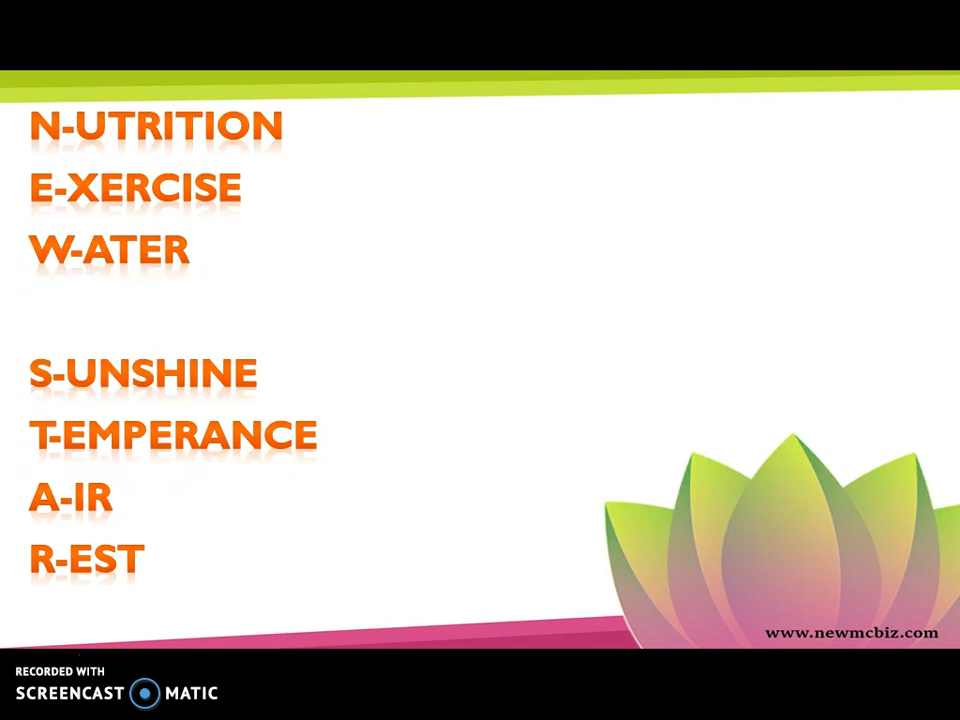 N-UTRITION
E-XERCISE
W-ATER
S-UNSHINE
T-EMPERANCE
A-IR
R-EST
www.newmcbiz.com
RECORDED WITH
SCREENCAST MATIC